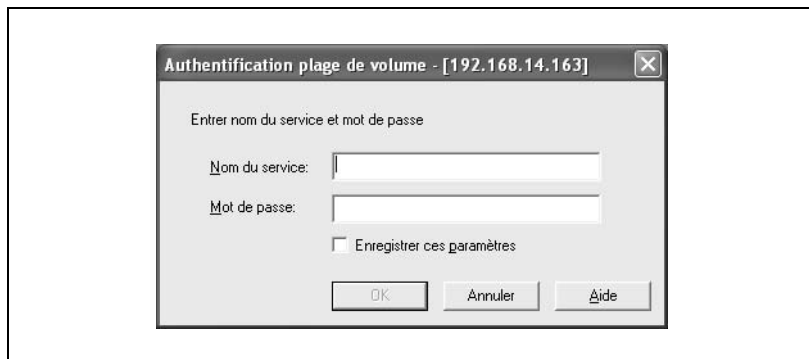 Authentification plage de volume - [192.168.14.163]
Entrer nom du service et mot de passe
Nom du service:
Mot de passe:
Enregistrer ces paramètres
OK Annuler Aide